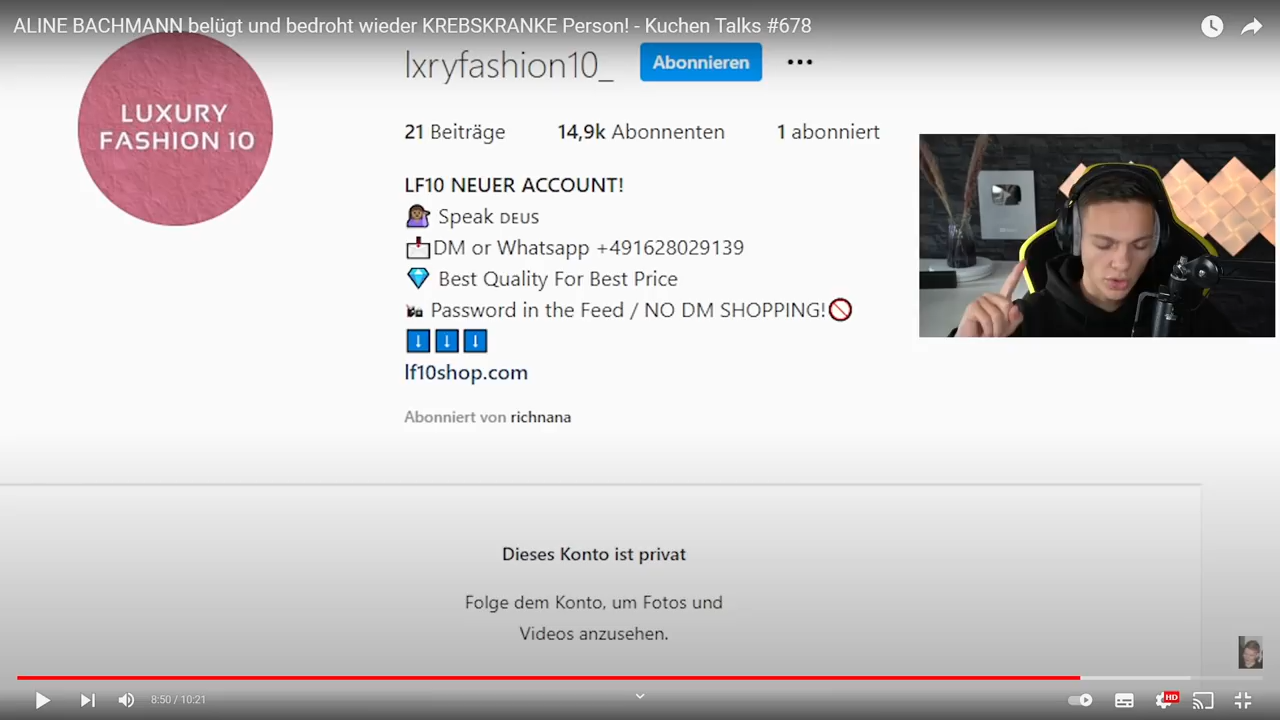 ALINE BACHMANN belügt und bedroht wieder KREBSKRANKE Person! - Kuchen Talks #678
LUXURY
FASHION 10
lxryfashion10_
Abonnieren
21 Beiträge 14,9k Abonnenten 1 abonniert
LF10 NEUER ACCOUNT!
Speak ᴅᴇᴜs
DM or Whatsapp +491628029139
Best Quality For Best Price
Password in the Feed / NO DM SHOPPING!
lf10shop.com
Abonniert von richnana
Dieses Konto ist privat
Folge dem Konto, um Fotos und
Videos anzusehen.
8:50 / 10:21
HD